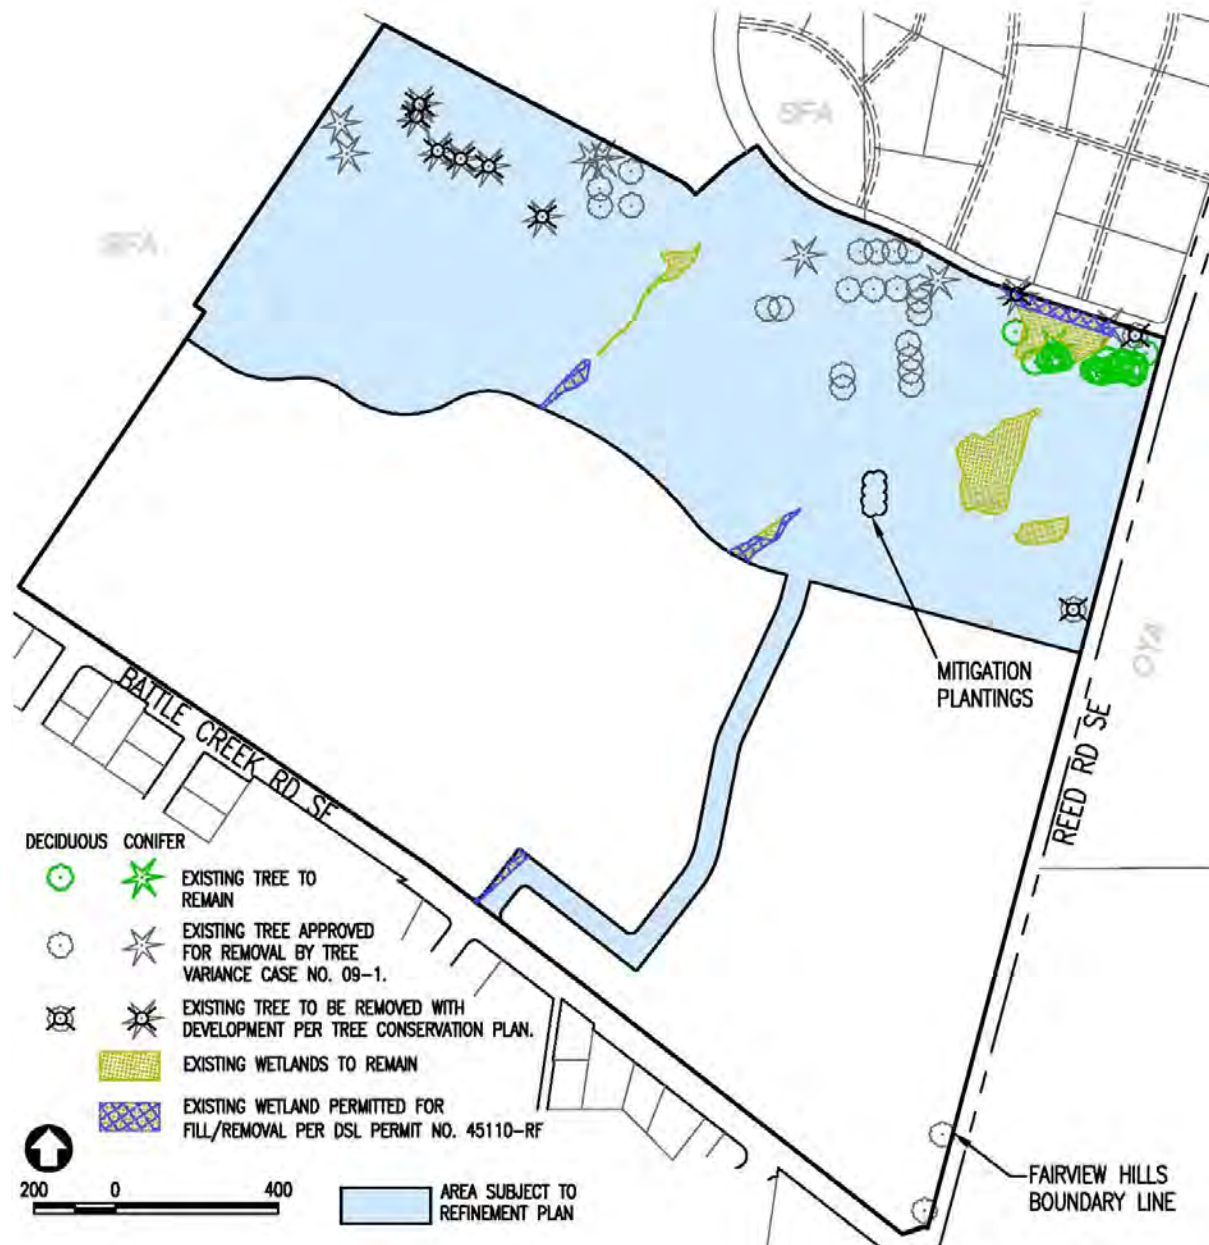 SFA
SFA
OYA
MITIGATION
PLANTINGS
REED RD SE
BATTLE CREEK RD SE
DECIDUOUS CONIFER
EXISTING TREE TO
REMAIN
EXISTING TREE APPROVED
FOR REMOVAL BY TREE
VARIANCE CASE NO. 09-1.
EXISTING TREE TO BE REMOVED WITH
DEVELOPMENT PER TREE CONSERVATION PLAN.
EXISTING WETLANDS TO REMAIN
EXISTING WETLAND PERMITTED FOR
FILL/REMOVAL PER DSL PERMIT NO. 45110-RF
200 0 400
AREA SUBJECT TO
REFINEMENT PLAN
FAIRVIEW HILLS
BOUNDARY LINE